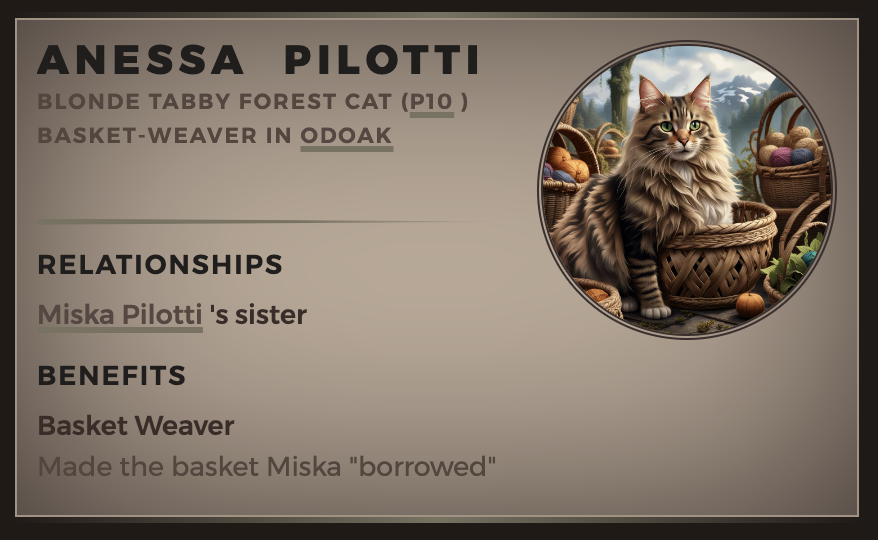 ANESSA PILOTTI
BLONDE TABBY FOREST CAT (P10 )
BASKET-WEAVER IN ODOAK
RELATIONSHIPS
Miska Pilotti 's sister
BENEFITS
Basket Weaver
Made the basket Miska "borrowed"